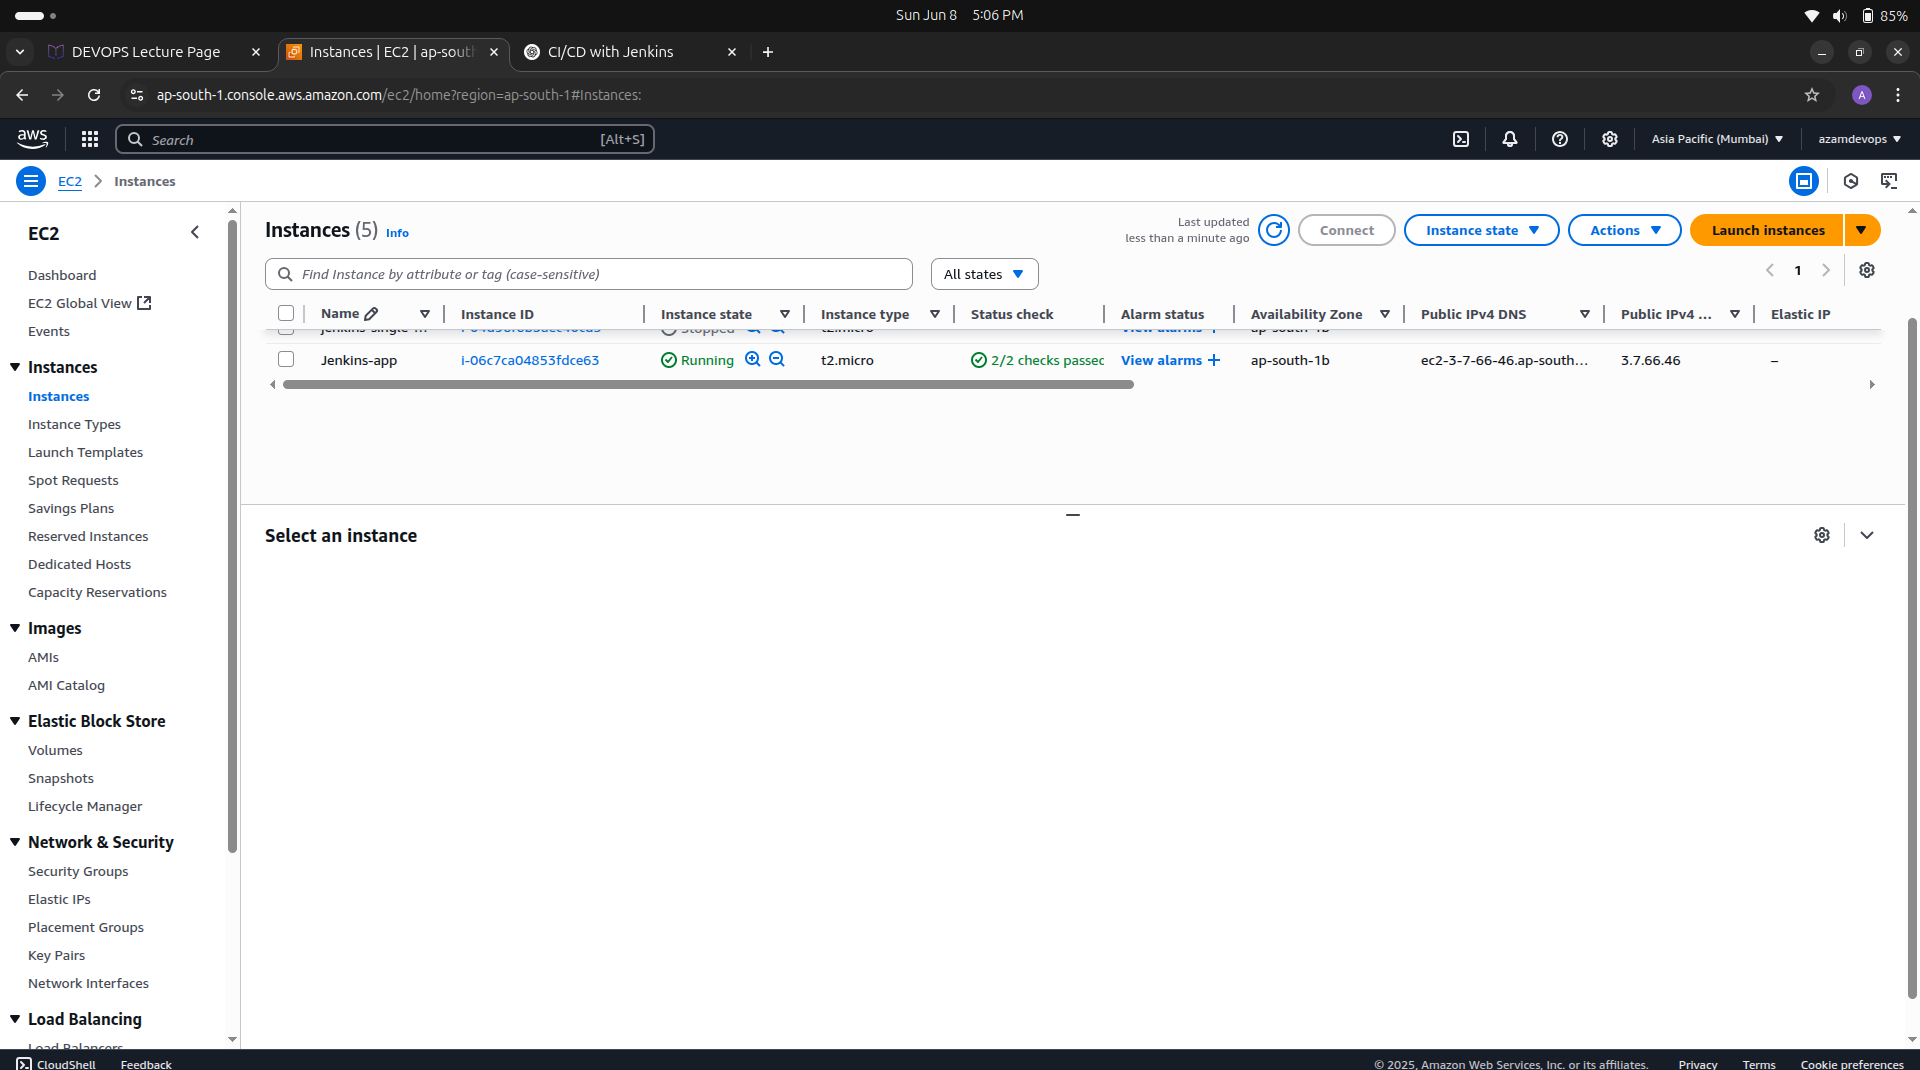 Sun Jun 8 5:06 PM
85%
DEVOPS Lecture Page
Instances | EC2 | ap-south
CI/CD with Jenkins
ap-south-1.console.aws.amazon.com/ec2/home?region=ap-south-1#Instances:
A
aws
Search
[Alt+S]
Asia Pacific (Mumbai)
azamdevops
EC2
Instances
EC2
Dashboard
EC2 Global View
Events
Instances
Instances
Instance Types
Launch Templates
Spot Requests
Savings Plans
Reserved Instances
Dedicated Hosts
Capacity Reservations
Images
AMIs
AMI Catalog
Elastic Block Store
Volumes
Snapshots
Lifecycle Manager
Network & Security
Security Groups
Elastic IPs
Placement Groups
Key Pairs
Network Interfaces
Load Balancing
Load Balancers
Instances (5) Info
Last updated
less than a minute ago
Connect
Instance state
Actions
Launch instances
Find Instance by attribute or tag (case-sensitive)
All states
1
Name Instance ID Instance state Instance type Status check Alarm status Availability Zone Public IPv4 DNS Public IPv4 ... Elastic IP
Stopped t2.micro View alarms + ap-south-1b
Jenkins-app i-06c7ca04853fdce63 Running t2.micro 2/2 checks passec View alarms + ap-south-1b ec2-3-7-66-46.ap-south... 3.7.66.46 –
Select an instance
CloudShell Feedback
© 2025, Amazon Web Services, Inc. or its affiliates. Privacy Terms Cookie preferences